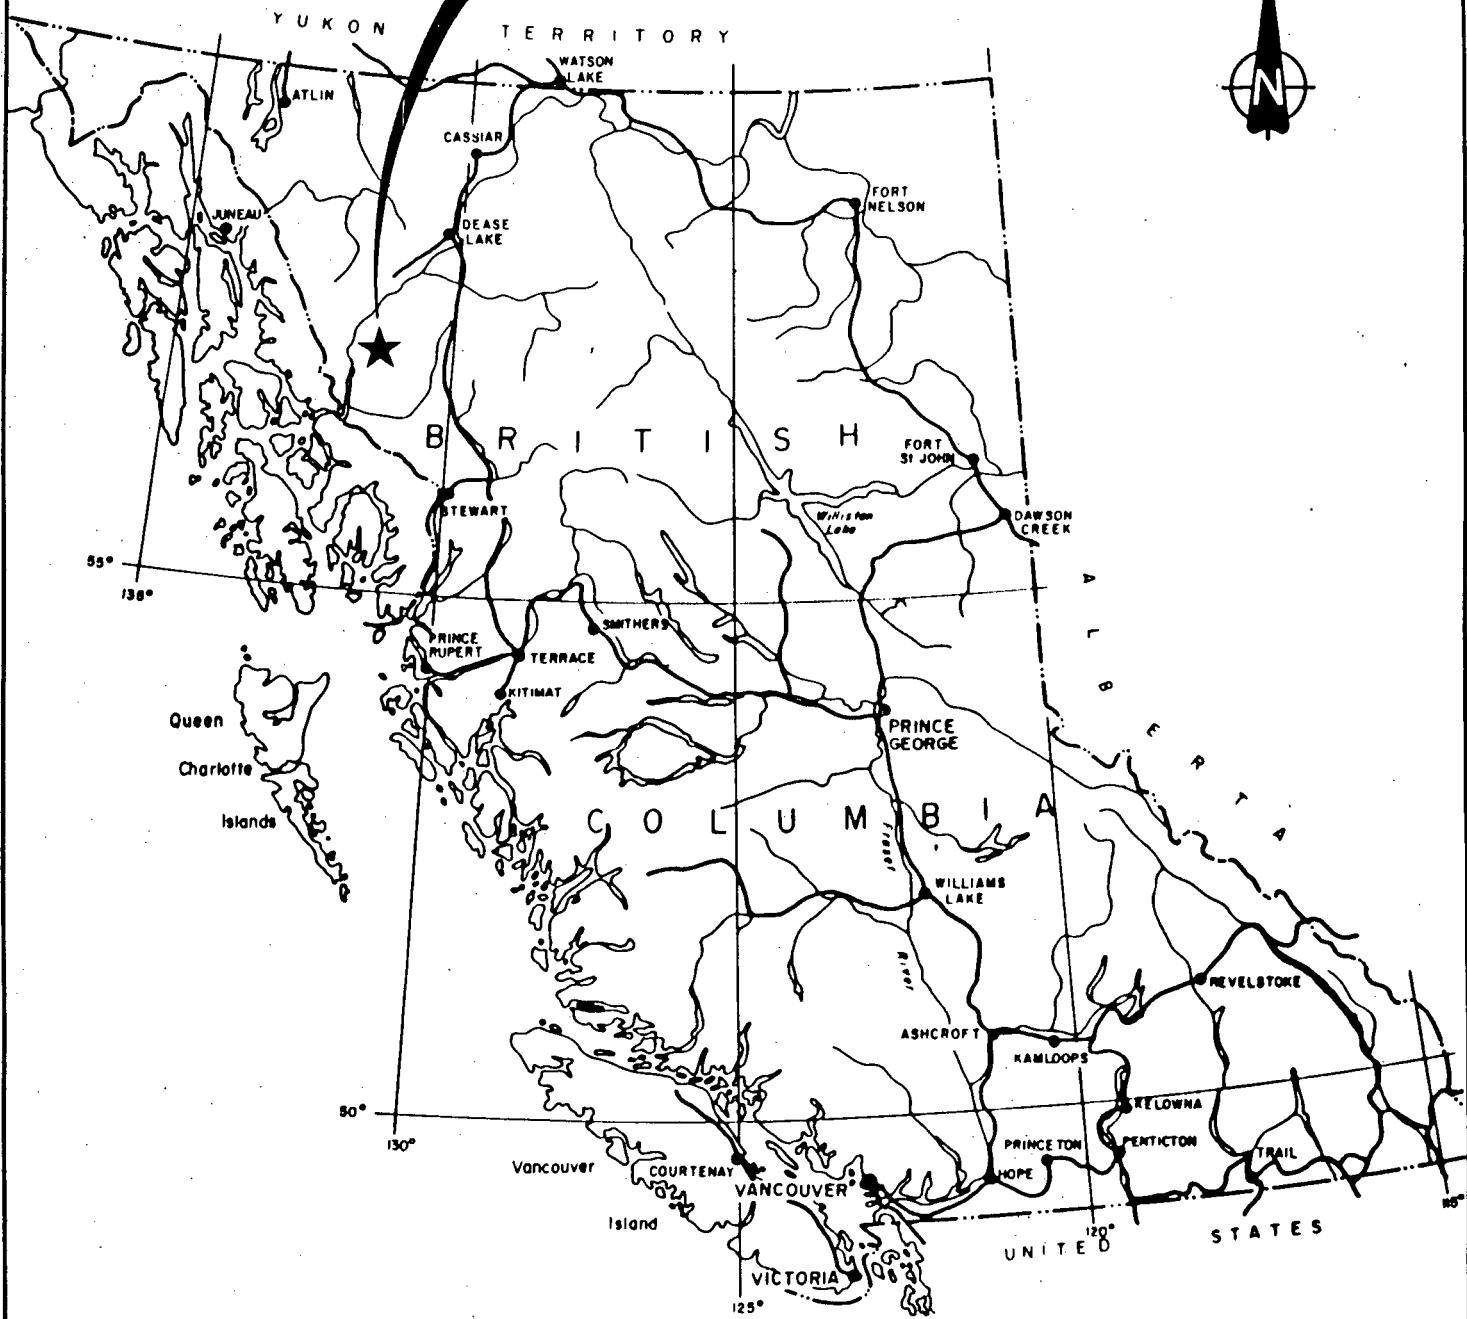 YUKON TERRITORY
N
WATSON
LAKE
ATLIN
CASSIAR
FORT
NELSON
JUNEAU
DEASE
LAKE
BRITISH
FORT
St JOHN
STEWART
Williston
Lake
DAWSON
CREEK
55°
135°
ALBERTA
SMITHERS
PRINCE
RUPERT
TERRACE
KITIMAT
Queen
Charlotte
Islands
PRINCE
GEORGE
COLUMBIA
Fraser
River
WILLIAMS
LAKE
REVELSTOKE
ASHCROFT
KAMLOOPS
50°
130°
KELOWNA
PRINCETON
PENTICTON
TRAIL
Vancouver
Island
COURTENAY
VANCOUVER
HOPE
120°
115°
UNITED STATES
VICTORIA
125°